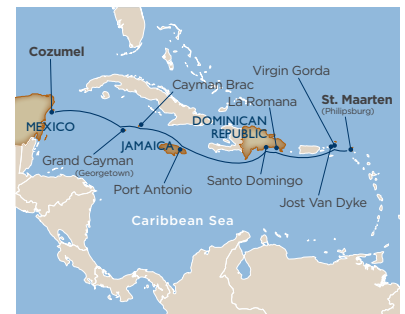 Cozumel
Virgin Gorda
Cayman Brac
La Romana
St. Maarten
(Philipsburg)
DOMINICAN
REPUBLIC
MEXICO
JAMAICA
Grand Cayman
(Georgetown)
Port Antonio
Santo Domingo
Jost Van Dyke
Caribbean Sea